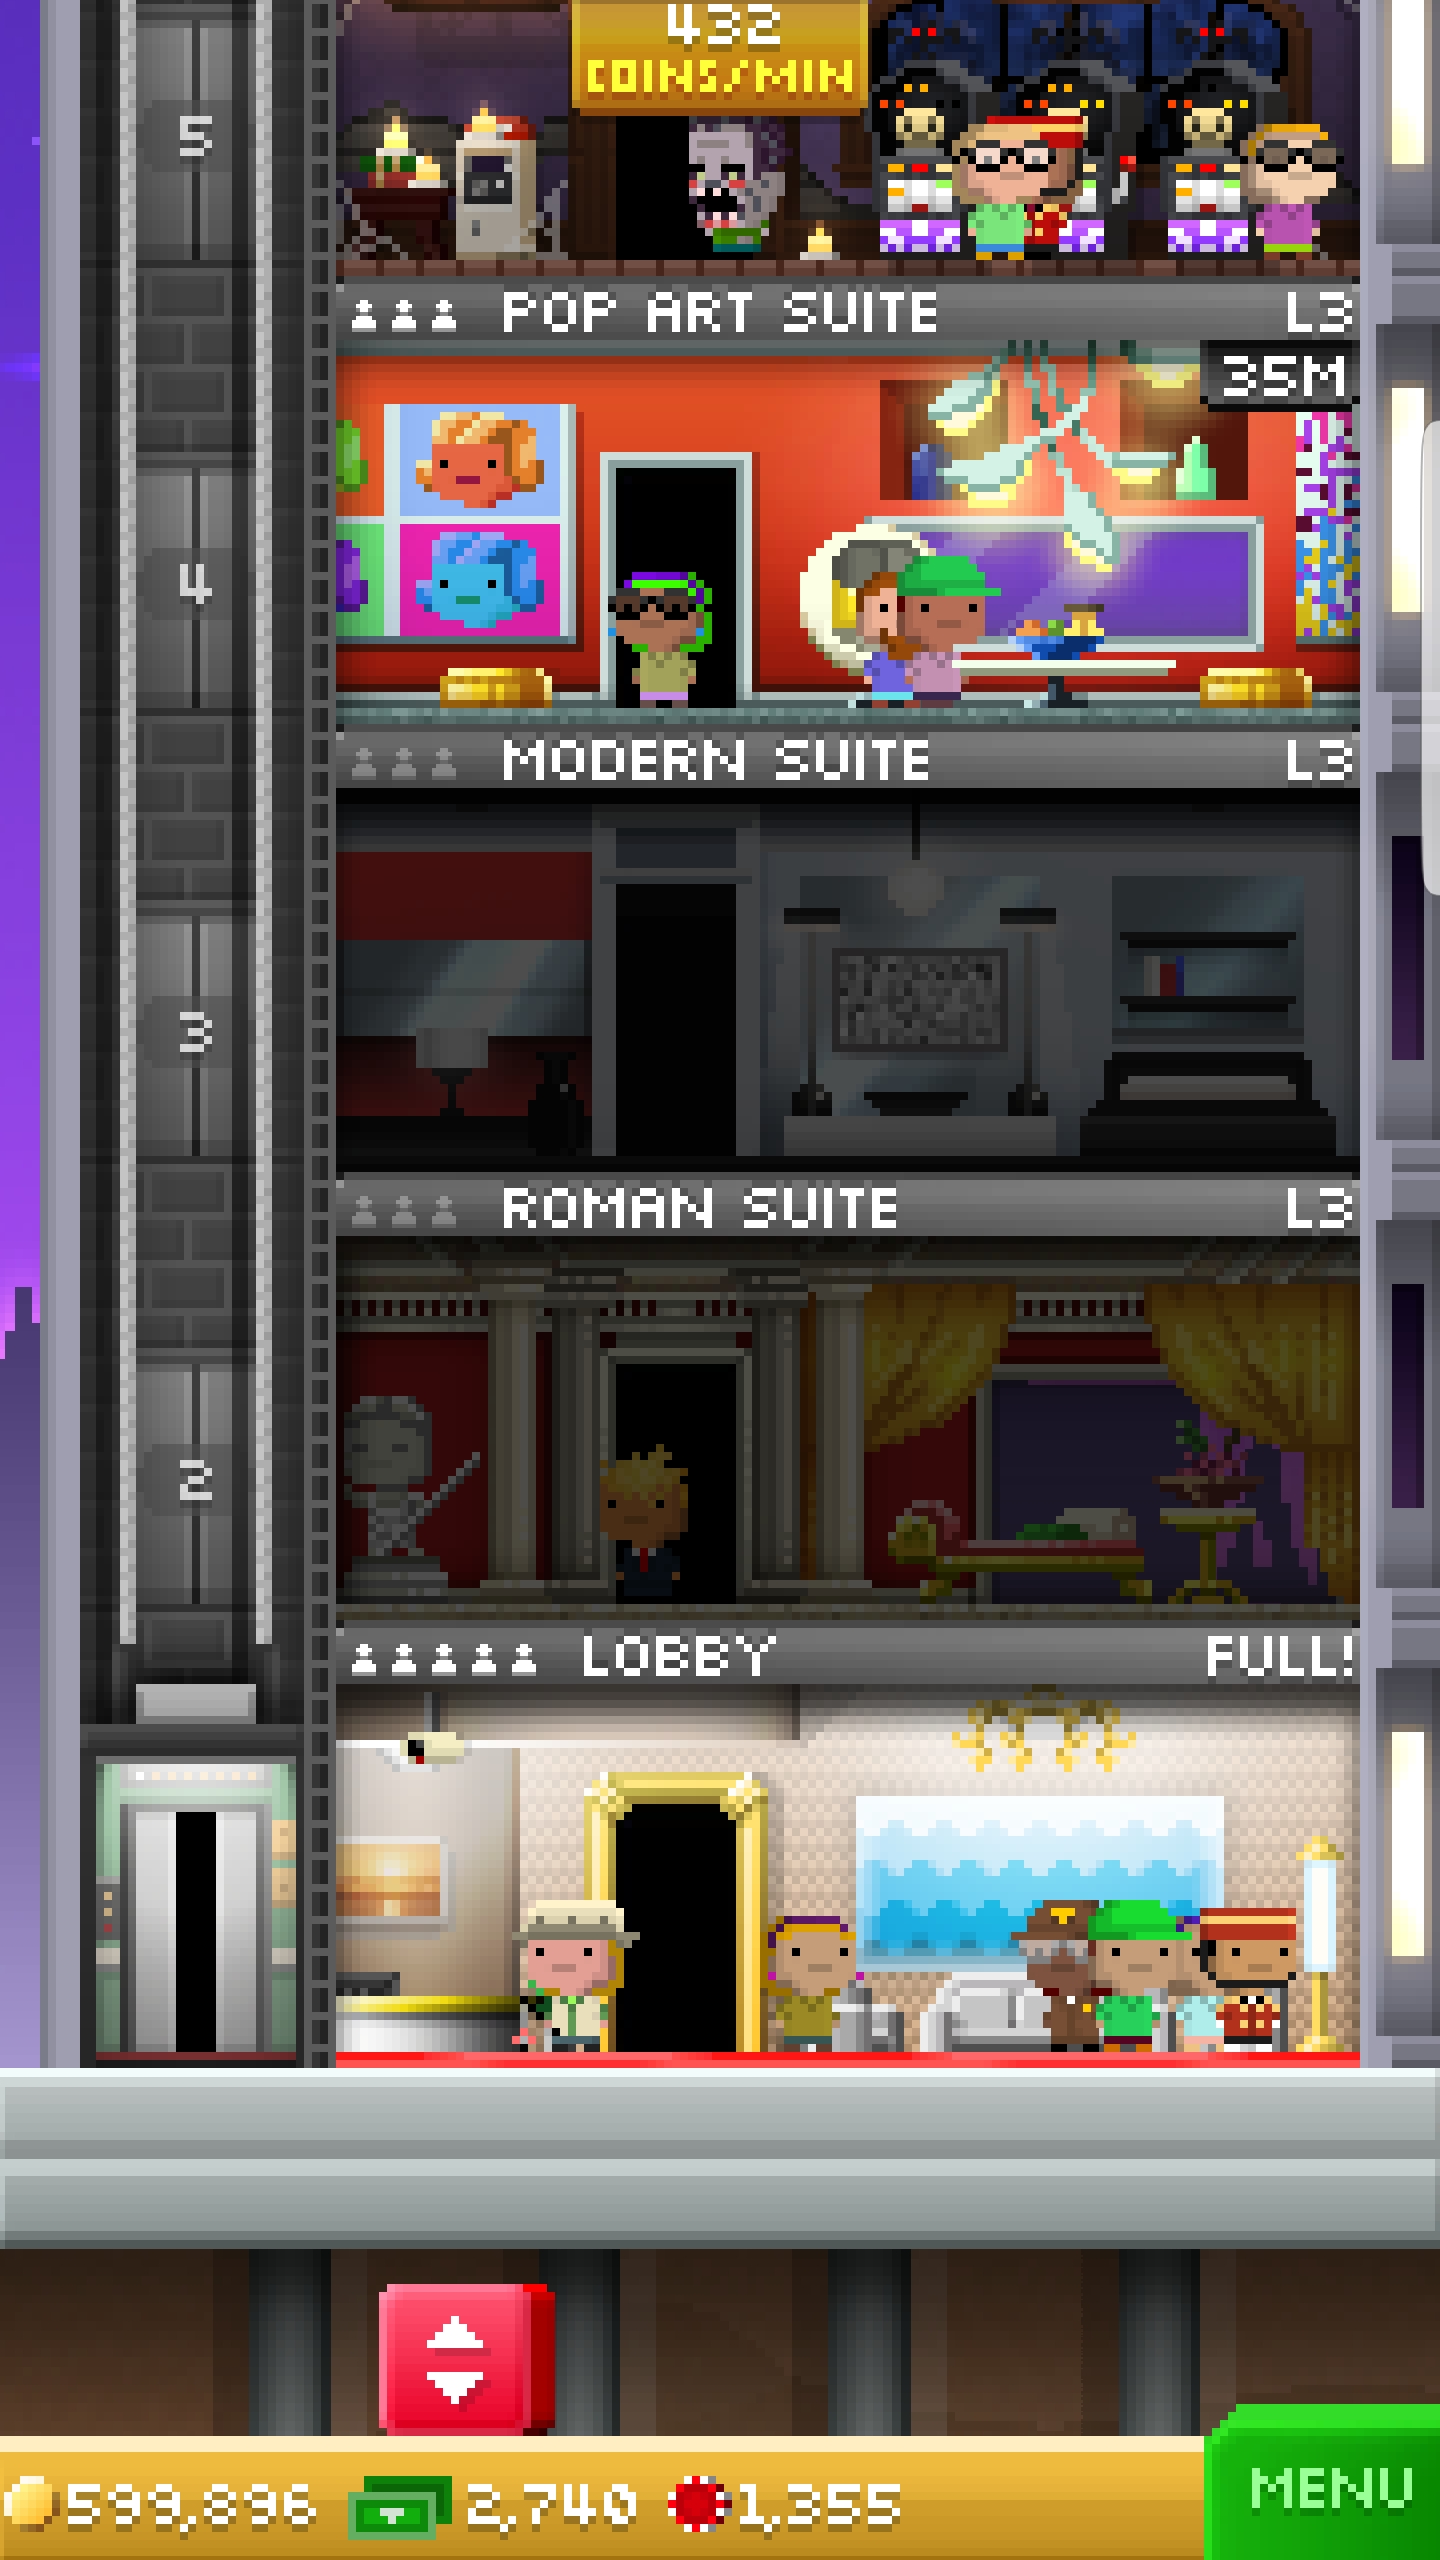 432
COINS/MIN
5
POP ART SUITE L3
35M
4
MODERN SUITE L3
3
ROMAN SUITE L3
2
LOBBY FULL!
599,896 2,740 1,355 MENU